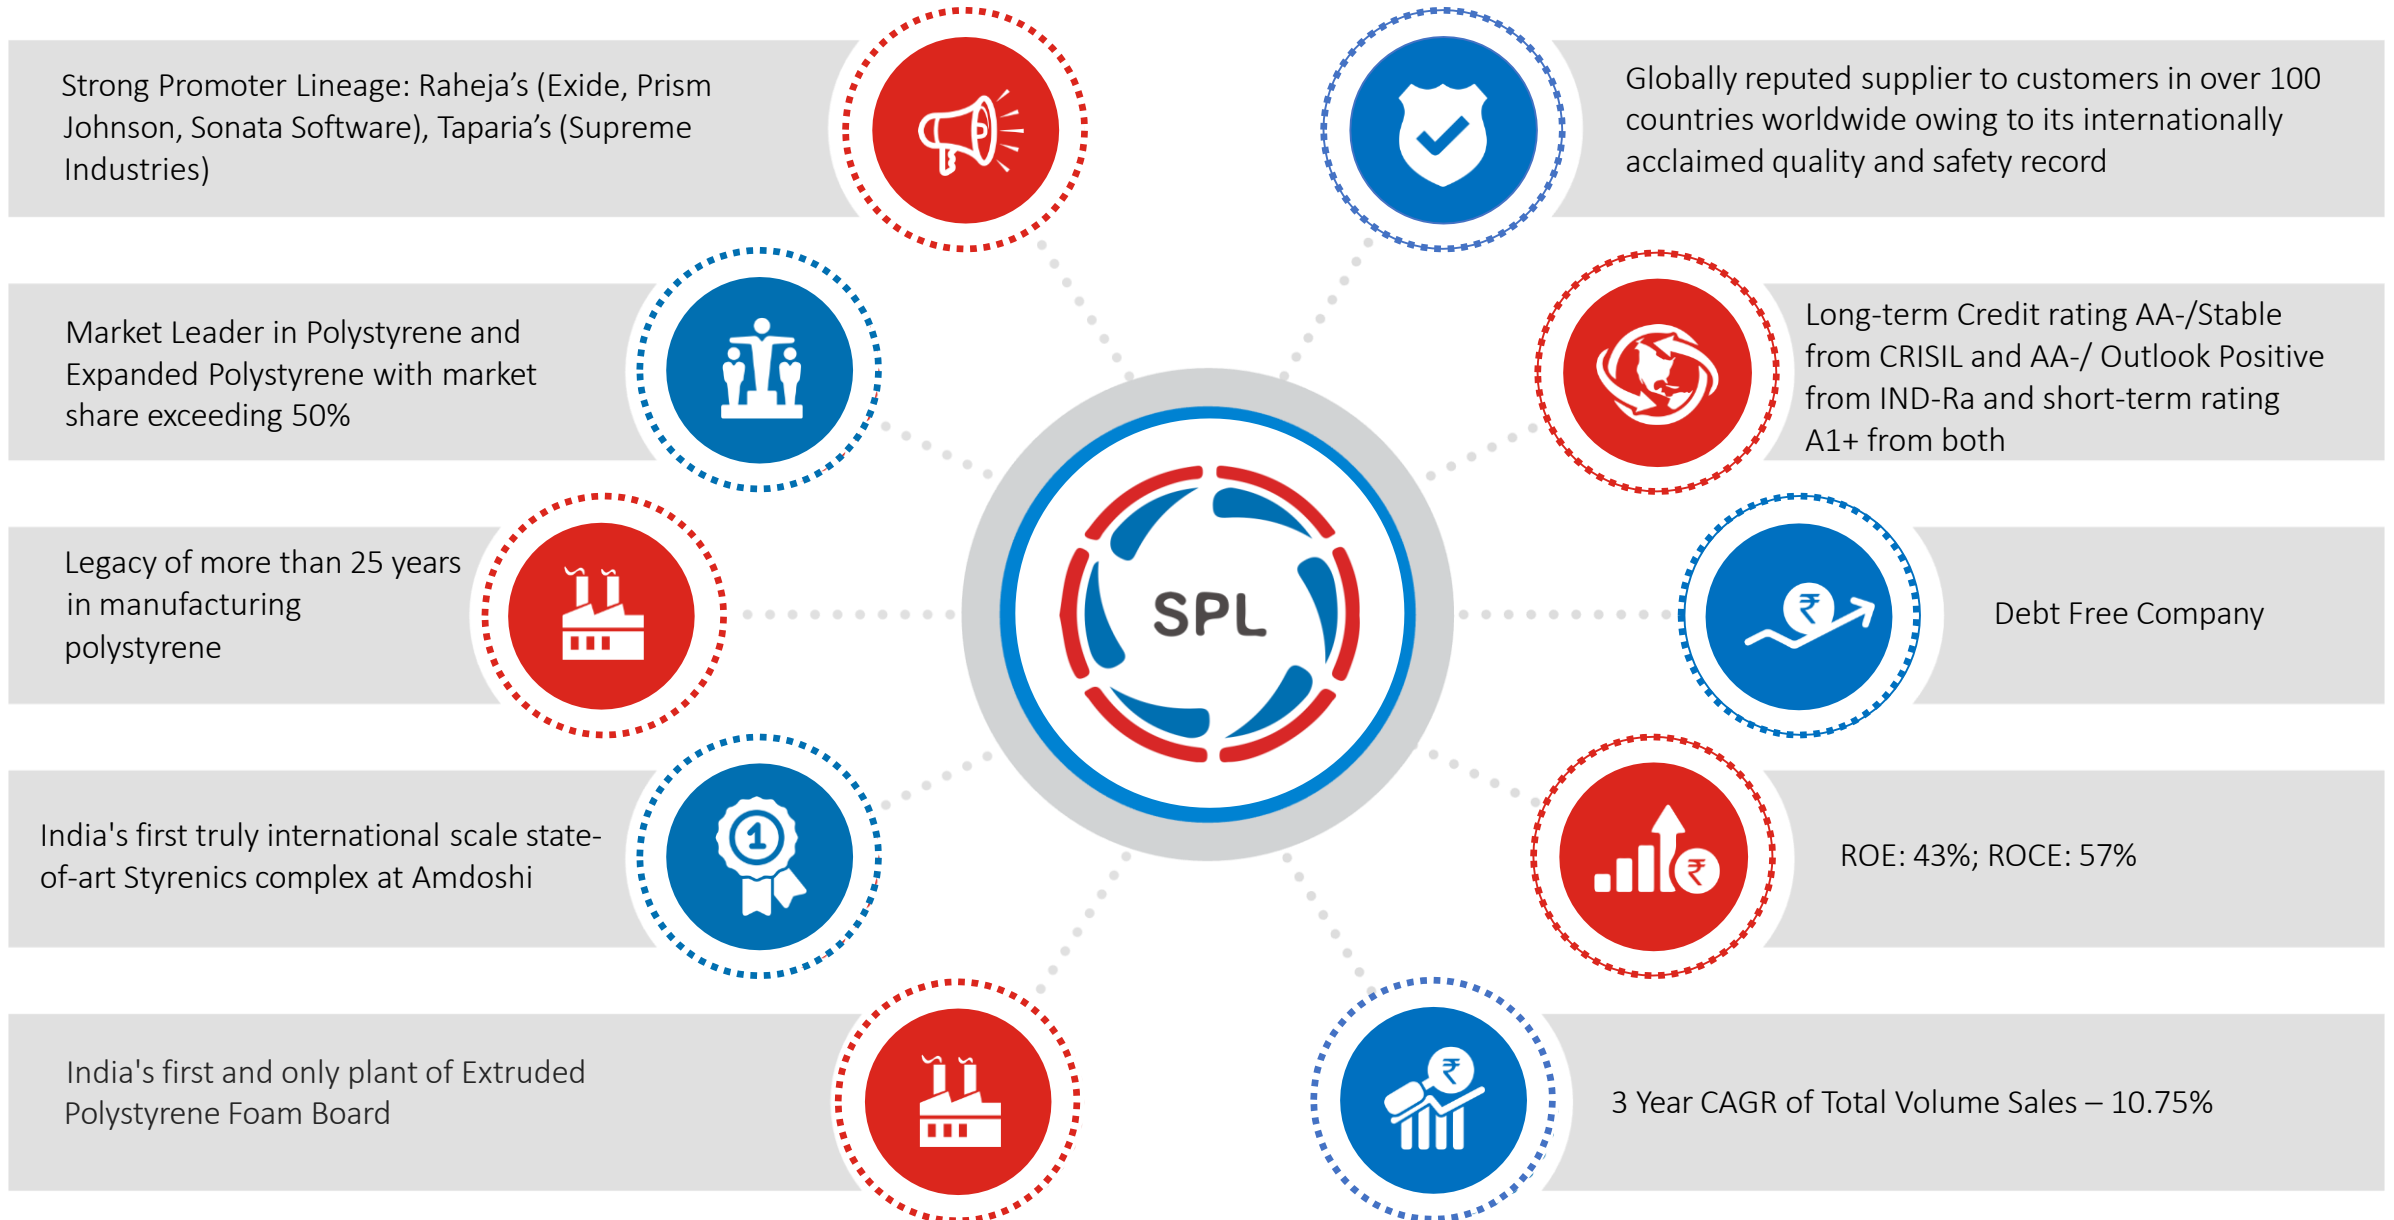 Strong Promoter Lineage: Raheja’s (Exide, Prism
Johnson, Sonata Software), Taparia’s (Supreme
Industries)
Market Leader in Polystyrene and
Expanded Polystyrene with market
share exceeding 50%
Legacy of more than 25 years
in manufacturing
polystyrene
India's first truly international scale state-
of-art Styrenics complex at Amdoshi
1
India's first and only plant of Extruded
Polystyrene Foam Board
SPL
Globally reputed supplier to customers in over 100
countries worldwide owing to its internationally
acclaimed quality and safety record
Long-term Credit rating AA-/Stable
from CRISIL and AA-/ Outlook Positive
from IND-Ra and short-term rating
A1+ from both
₹
Debt Free Company
₹
ROE: 43%; ROCE: 57%
₹
3 Year CAGR of Total Volume Sales – 10.75%